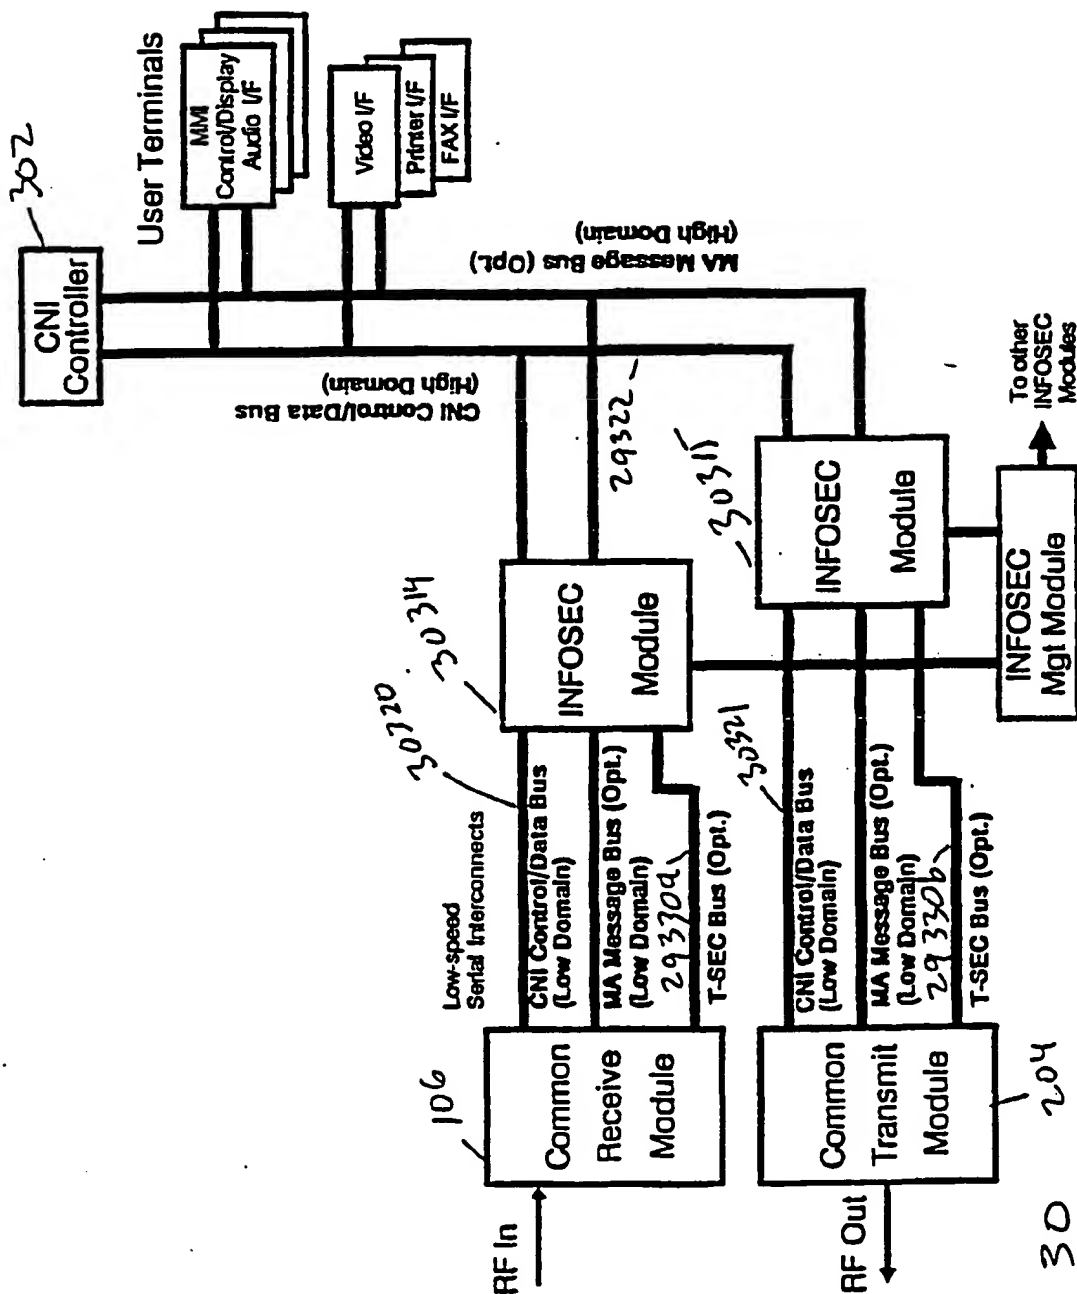 302
CNI
Controller
User Terminals
MMI
Control/Display
Audio I/F
Video I/F
Printer I/F
FAX I/F
CNI Control/Data Bus
(High Domain)
MA Message Bus (Opt.)
(High Domain)
29322
30314
INFOSEC
Module
30315
INFOSEC
Module
To other
INFOSEC
Modules
INFOSEC
Mgt Module
30320
Low-speed
Serial Interconnects
CNI Control/Data Bus
(Low Domain)
MA Message Bus (Opt.)
(Low Domain)
29330a
T-SEC Bus (Opt.)
30321
CNI Control/Data Bus
(Low Domain)
MA Message Bus (Opt.)
(Low Domain)
29330b
T-SEC Bus (Opt.)
106
Common
Receive
Module
RF In
Common
Transmit
Module
204
RF Out
30